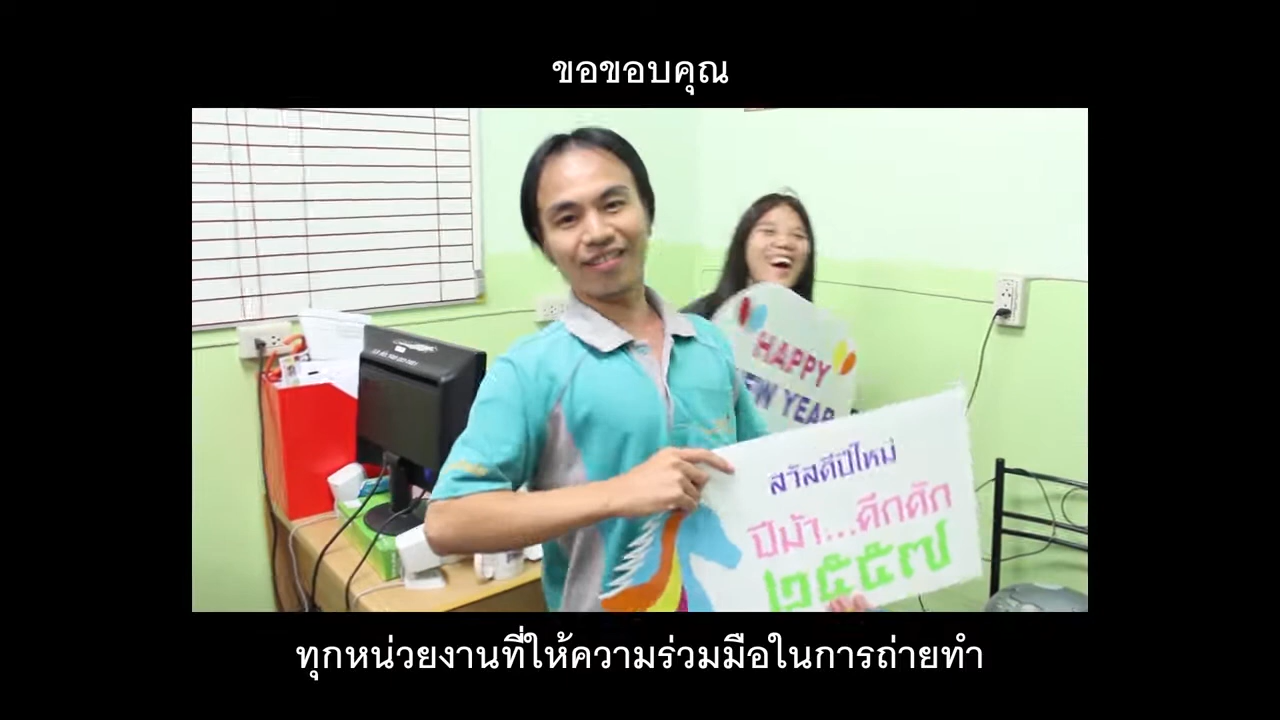 ขอขอบคุณ
HAPPY
NEW YEAR
สวัสดีปีใหม่
ปีม้า...คึกคัก
๒๕๕๗
ทุกหน่วยงานที่ให้ความร่วมมือในการถ่ายทำ